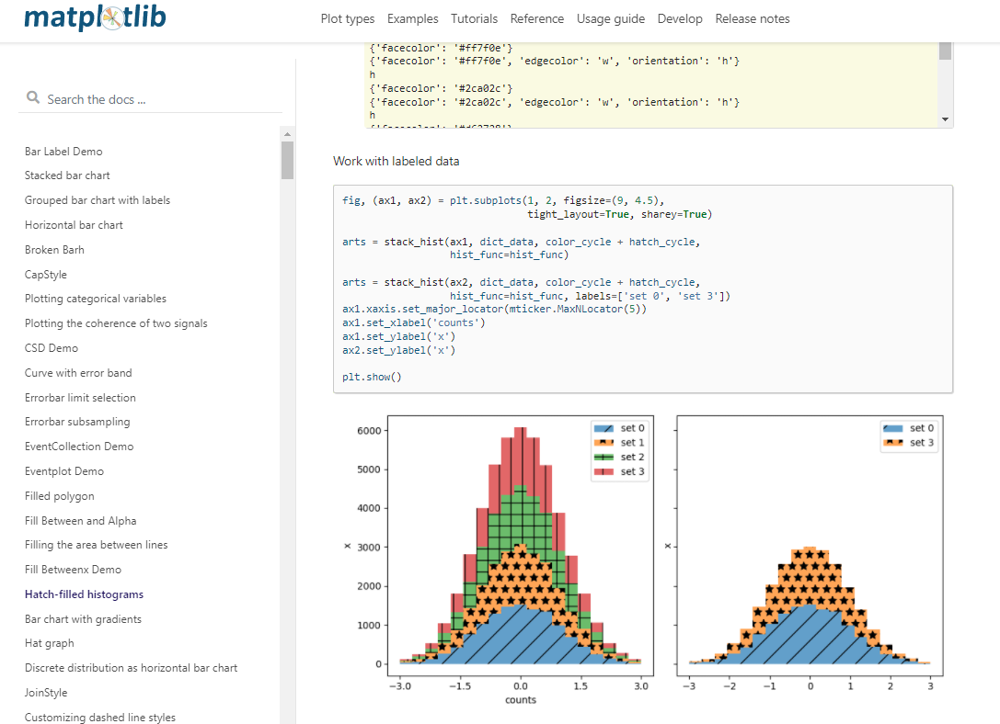 matplotlib
Plot types Examples Tutorials Reference Usage guide Develop Release notes
Search the docs ...
Bar Label Demo
Stacked bar chart
Grouped bar chart with labels
Horizontal bar chart
Broken Barh
CapStyle
Plotting categorical variables
Plotting the coherence of two signals
CSD Demo
Curve with error band
Errorbar limit selection
Errorbar subsampling
EventCollection Demo
Eventplot Demo
Filled polygon
Fill Between and Alpha
Filling the area between lines
Fill Betweenx Demo
Hatch-filled histograms
Bar chart with gradients
Hat graph
Discrete distribution as horizontal bar chart
JoinStyle
Customizing dashed line styles
{'facecolor': '#ff7f0e'}
{'facecolor': '#ff7f0e', 'edgecolor': 'w', 'orientation': 'h'}
h
{'facecolor': '#2ca02c'}
{'facecolor': '#2ca02c', 'edgecolor': 'w', 'orientation': 'h'}
h
Work with labeled data
fig, (ax1, ax2) = plt.subplots(1, 2, figsize=(9, 4.5),
tight_layout=True, sharey=True)
arts = stack_hist(ax1, dict_data, color_cycle + hatch_cycle,
hist_func=hist_func)
arts = stack_hist(ax2, dict_data, color_cycle + hatch_cycle,
hist_func=hist_func, labels=['set 0', 'set 3'])
ax1.xaxis.set_major_locator(mticker.MaxNLocator(5))
ax1.set_xlabel('counts')
ax1.set_ylabel('x')
ax2.set_ylabel('x')
plt.show()
6000
5000
4000
3000
2000
1000
0
x
set 0
set 1
set 2
set 3
−3.0 −1.5 0.0 1.5 3.0
counts
x
set 0
set 3
−3 −2 −1 0 1 2 3